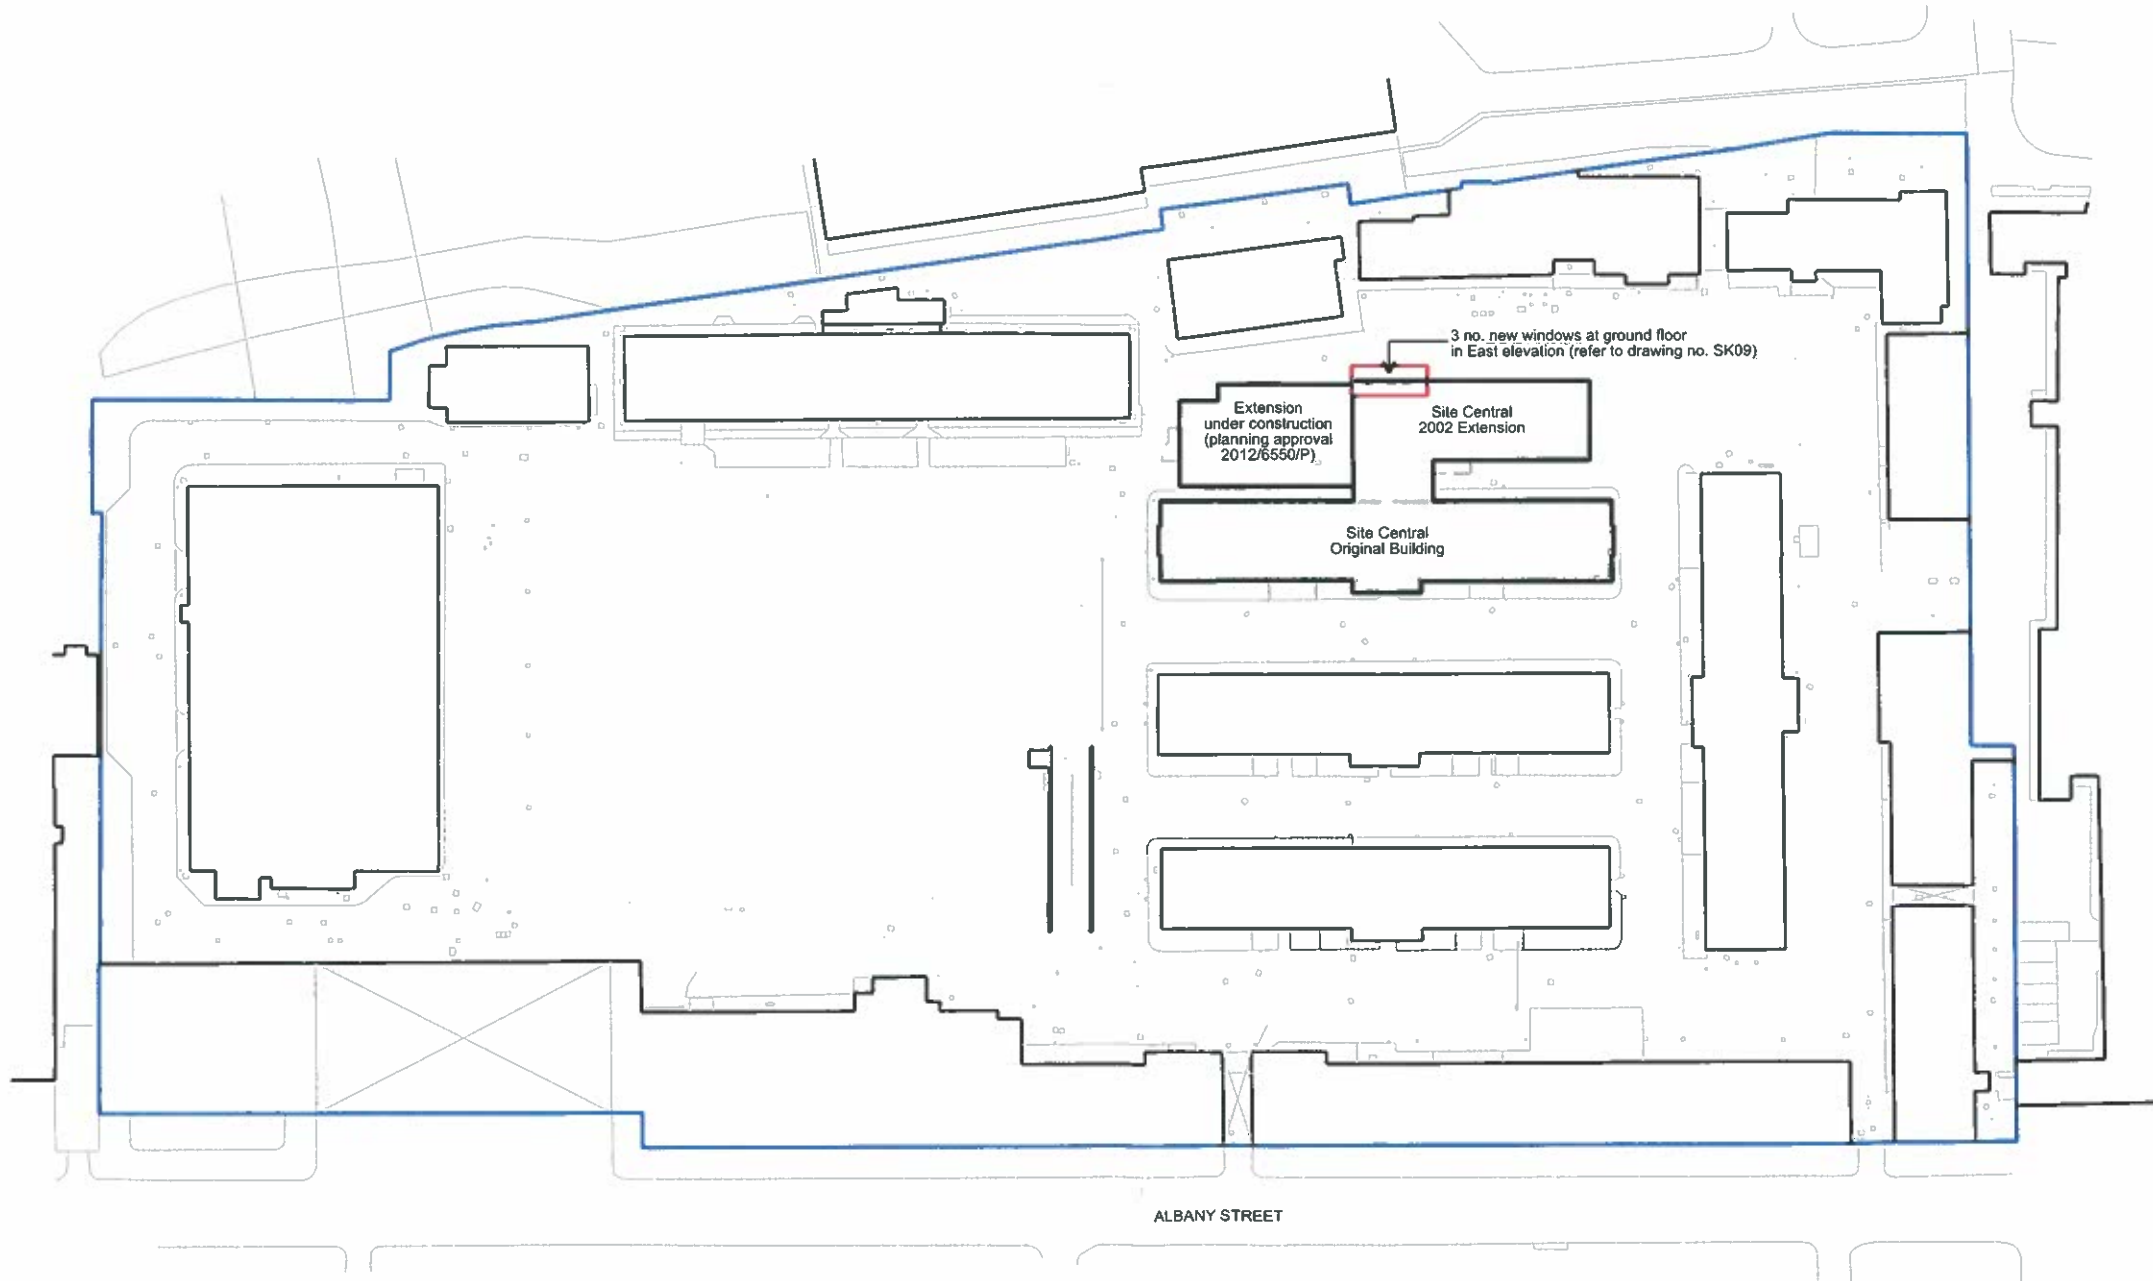 3 no. new windows at ground floor
in East elevation (refer to drawing no. SK09)
Extension
under construction
(planning approval
2012/6550/P)
Site Central
2002 Extension
Site Central
Original Building
ALBANY STREET